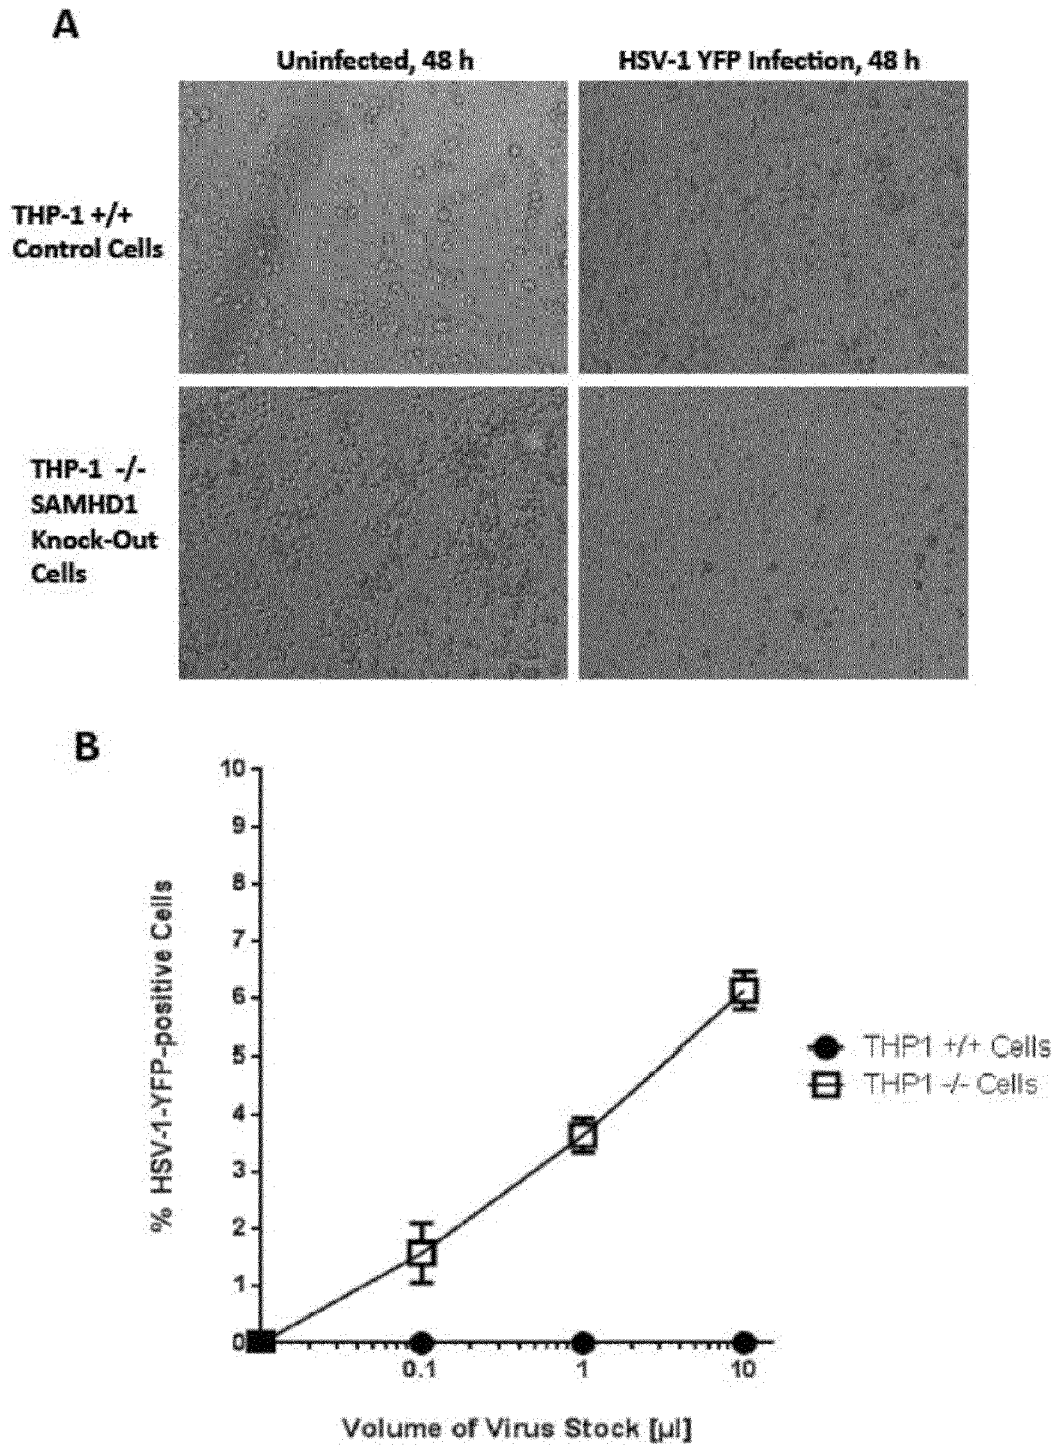 A
Uninfected, 48 h
HSV-1 YFP Infection, 48 h
THP-1 +/+
Control Cells
THP-1 -/-
SAMHD1
Knock-Out
Cells
B
10
9
8
7
6
5
4
3
2
1
0
% HSV-1-YFP-positive Cells
THP1 +/+ Cells
THP1 -/- Cells
0.1
1
10
Volume of Virus Stock [µl]